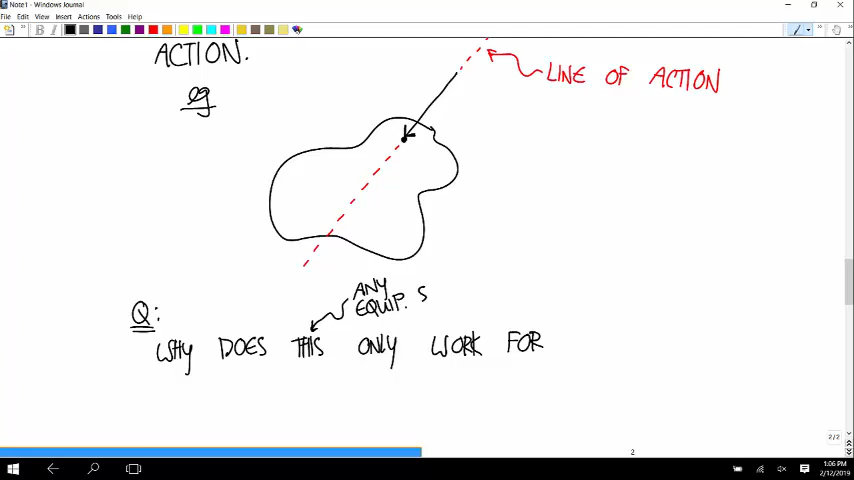 Note1 - Windows Journal
File Edit View Insert Actions Tools Help
B I
ACTION.
eg
LINE OF ACTION
ANY
EQUIP. S
Q:
WHY DOES THIS ONLY WORK FOR
2/2
2
1:06 PM
2/12/2019